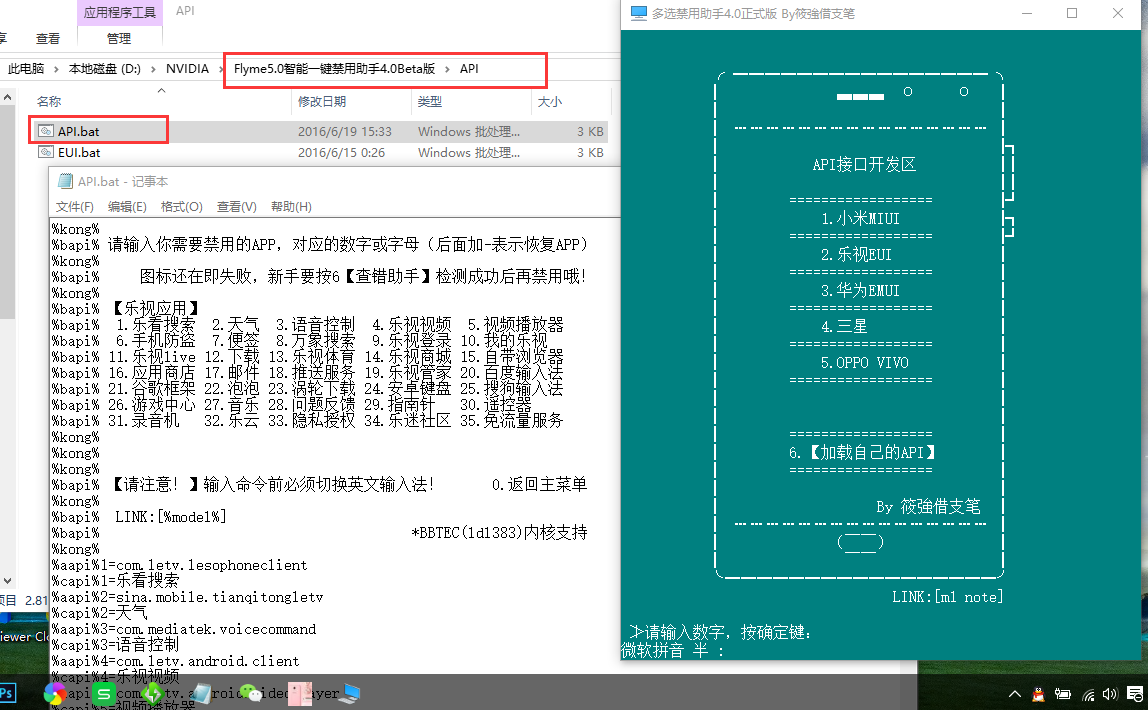 应用程序工具
API
查看
管理
此电脑 › 本地磁盘 (D:) › NVIDIA › Flyme5.0智能一键禁用助手4.0Beta版 › API
名称 修改日期 类型 大小
API.bat 2016/6/19 15:33 Windows 批处理... 3 KB
EUI.bat 2016/6/15 0:26 Windows 批处理... 3 KB
API.bat - 记事本
文件(F) 编辑(E) 格式(O) 查看(V) 帮助(H)
%kong%
%bapi% 请输入你需要禁用的APP，对应的数字或字母（后面加-表示恢复APP）
%kong%
%bapi% 图标还在即失败，新手要按6【查错助手】检测成功后再禁用哦！
%kong%
%bapi% 【乐视应用】
%bapi% 1.乐看搜索 2.天气 3.语音控制 4.乐视视频 5.视频播放器
%bapi% 6.手机防盗 7.便签 8.万象搜索 9.乐视登录 10.我的乐视
%bapi% 11.乐视live 12.下载 13.乐视体育 14.乐视商城 15.自带浏览器
%bapi% 16.应用商店 17.邮件 18.推送服务 19.乐视管家 20.百度输入法
%bapi% 21.谷歌框架 22.泡泡 23.涡轮下载 24.安卓键盘 25.搜狗输入法
%bapi% 26.游戏中心 27.音乐 28.问题反馈 29.指南针 30.遥控器
%bapi% 31.录音机 32.乐云 33.隐私授权 34.乐迷社区 35.免流量服务
%kong%
%kong%
%kong%
%bapi% 【请注意！】输入命令前必须切换英文输入法！ 0.返回主菜单
%kong%
%bapi% LINK:[%model%]
%bapi% *BBTEC(1d1383)内核支持
%kong%
%aapi%1=com.letv.lesophoneclient
%capi%1=乐看搜索
%aapi%2=sina.mobile.tianqitongletv
%capi%2=天气
%aapi%3=com.mediatek.voicecommand
%capi%3=语音控制
%aapi%4=com.letv.android.client
%capi%4=乐视视频
项目 2.81
iewer Cl
多选禁用助手4.0正式版 By筱強借支笔
API接口开发区
==================
1.小米MIUI
==================
2.乐视EUI
==================
3.华为EMUI
==================
4.三星
==================
5.OPPO VIVO
==================
==================
6.【加载自己的API】
==================
By 筱強借支笔
LINK:[m1 note]
＞请输入数字，按确定键：
微软拼音 半 ：
Ps
S